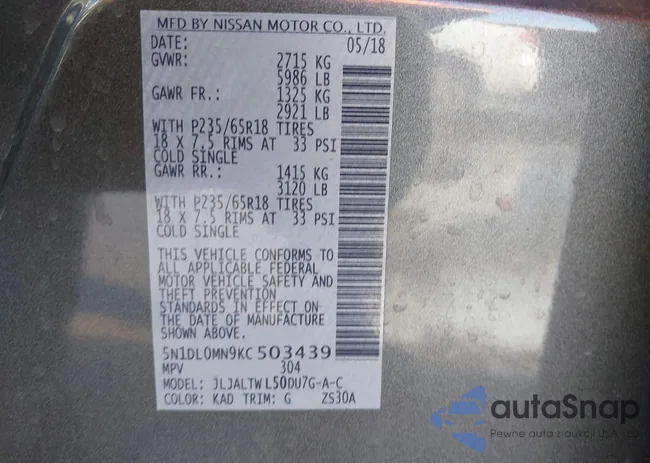 MFD BY NISSAN MOTOR CO., LTD.
DATE: 05/18
GVWR: 2715 KG
5986 LB
GAWR FR.: 1325 KG
2921 LB
WITH P235/65R18 TIRES
18 X 7.5 RIMS AT 33 PSI
COLD SINGLE
GAWR RR.: 1415 KG
3120 LB
WITH P235/65R18 TIRES
18 X 7.5 RIMS AT 33 PSI
COLD SINGLE
THIS VEHICLE CONFORMS TO
ALL APPLICABLE FEDERAL
MOTOR VEHICLE SAFETY AND
THEFT PREVENTION
STANDARDS IN EFFECT ON
THE DATE OF MANUFACTURE
SHOWN ABOVE.
5N1DL0MN9KC503439
MPV 304
MODEL: JLJALTWL50DU7G-A-C
COLOR: KAD TRIM: G ZS30A
autaSnap
Pewne auta z aukcji USA